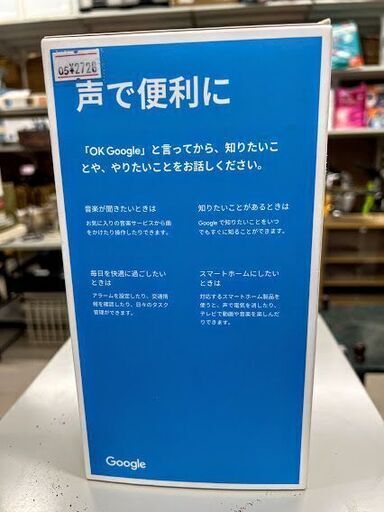 05¥2728
声で便利に
「OK Google」と言ってから、知りたいこ
とや、やりたいことをお話しください。
音楽が聞きたいときは
お気に入りの音楽サービスから曲
をかけたり操作したりできます。
知りたいことがあるときは
Google で知りたいことをいつ
でもすぐに知ることができます。
毎日を快適に過ごしたい
ときは
アラームを設定したり、交通情
報を確認したり、日々のタスク
管理ができます。
スマートホームにしたい
ときは
対応するスマートホーム製品を
使うと、声で電気を消したり、
テレビで動画や音楽を楽しんだ
りできます。
Google